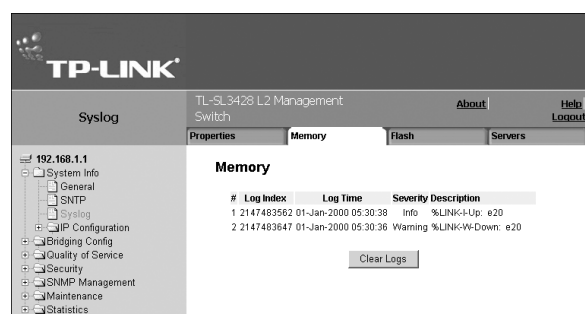 TP-LINK
Syslog
TL-SL3428 L2 Management Switch
About
Help
Logout
Properties
Memory
Flash
Servers
192.168.1.1
System Info
General
SNTP
Syslog
IP Configuration
Bridging Config
Quality of Service
Security
SNMP Management
Maintenance
Statistics
Memory
# Log Index Log Time Severity Description
1 2147483562 01-Jan-2000 05:30:38 Info %LINK-I-Up: e20
2 2147483647 01-Jan-2000 05:30:36 Warning %LINK-W-Down: e20
Clear Logs